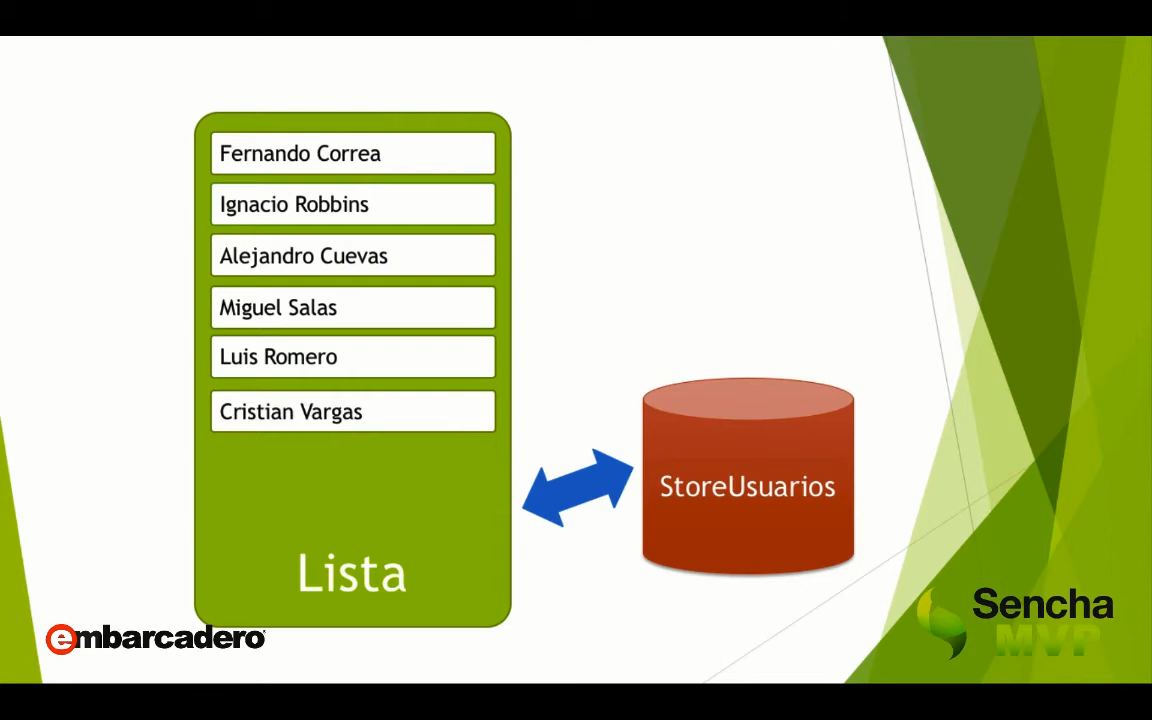 Fernando Correa
Ignacio Robbins
Alejandro Cuevas
Miguel Salas
Luis Romero
Cristian Vargas
StoreUsuarios
Lista
embarcadero
Sencha
MVP